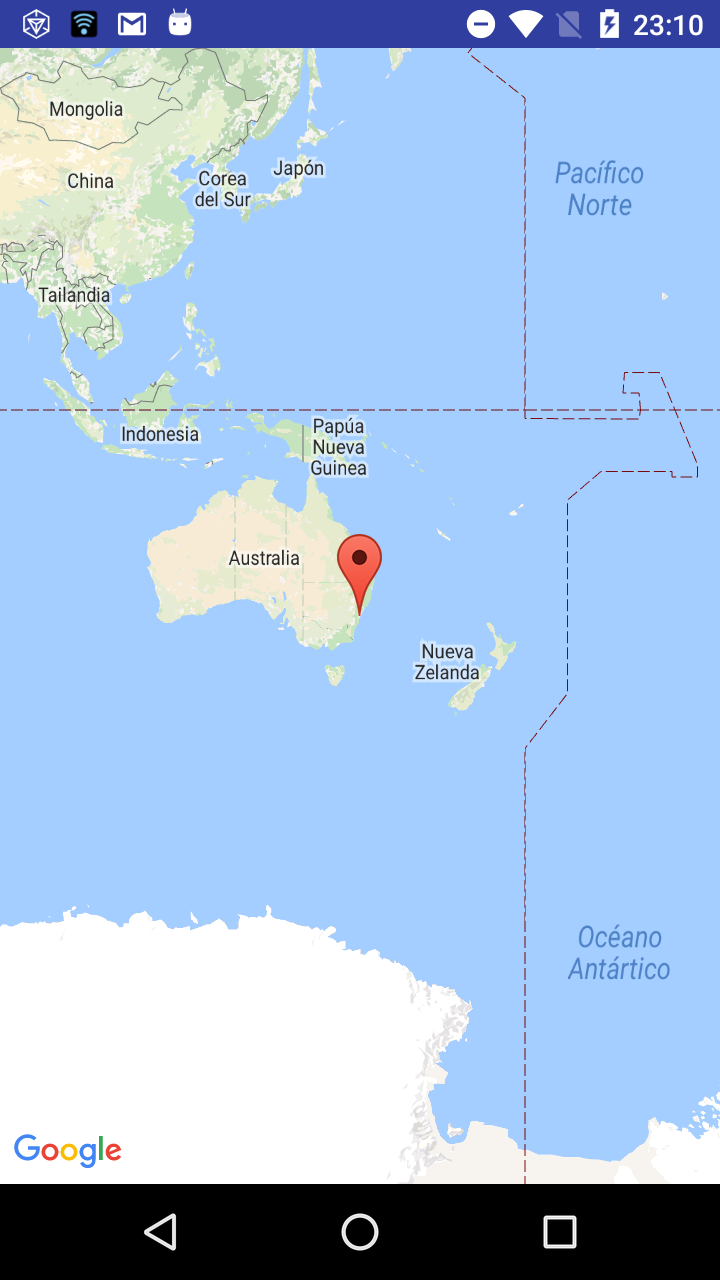 23:10
Mongolia
China
Corea
del Sur
Japón
Pacífico
Norte
Tailandia
Indonesia
Papúa
Nueva
Guinea
Australia
Nueva
Zelanda
Océano
Antártico
Google